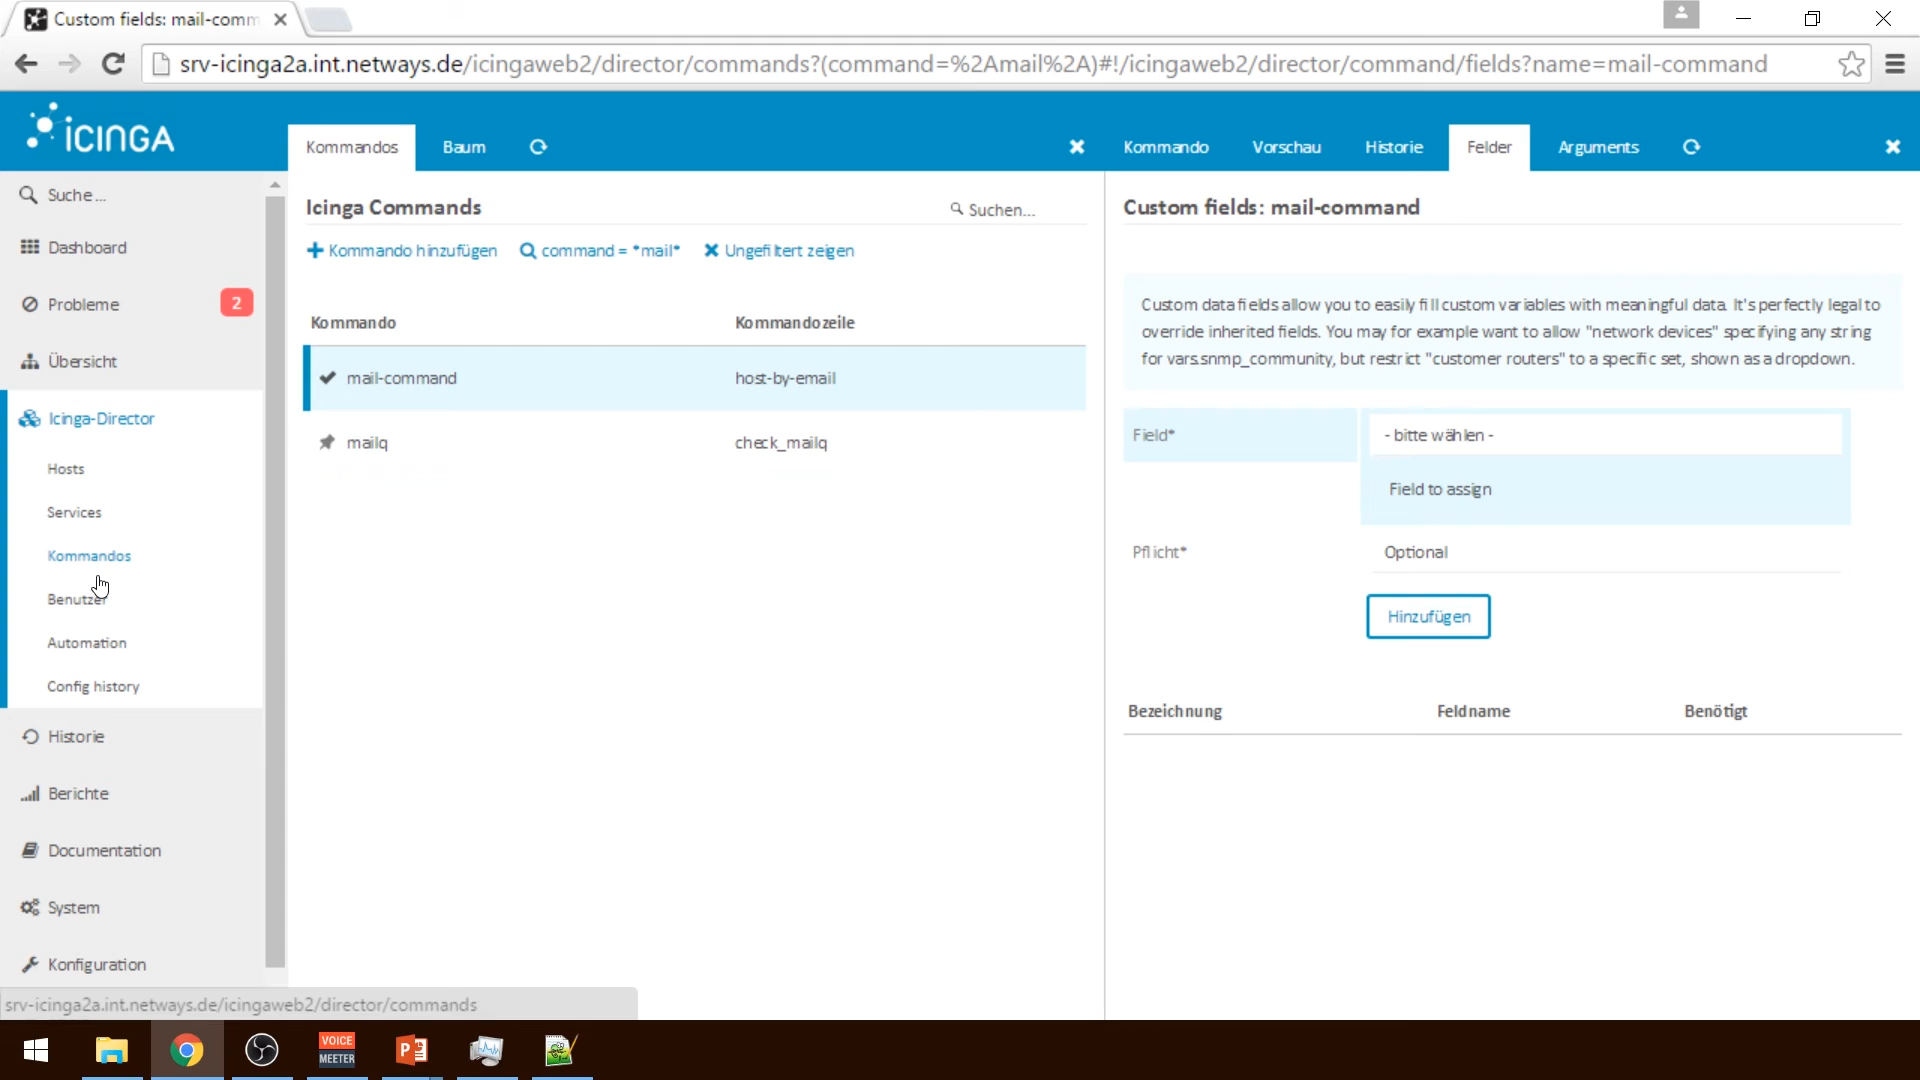 Custom fields: mail-comm
srv-icinga2a.int.netways.de/icingaweb2/director/commands?(command=%2Amail%2A)#!/icingaweb2/director/command/fields?name=mail-command
ICINGA
Kommandos
Baum
Kommando
Vorschau
Historie
Felder
Arguments
Suche ...
Dashboard
Probleme
2
Übersicht
Icinga-Director
Hosts
Services
Kommandos
Benutzer
Automation
Config history
Historie
Berichte
Documentation
System
Konfiguration
Icinga Commands
Suchen...
Kommando hinzufügen
command = *mail*
Ungefiltert zeigen
Kommando
Kommandozeile
mail-command
host-by-email
mailq
check_mailq
Custom fields: mail-command
Custom data fields allow you to easily fill custom variables with meaningful data. It's perfectly legal to
override inherited fields. You may for example want to allow "network devices" specifying any string
for vars.snmp_community, but restrict "customer routers" to a specific set, shown as a dropdown.
Field*
- bitte wählen -
Field to assign
Pflicht*
Optional
Hinzufügen
Bezeichnung
Feldname
Benötigt
srv-icinga2a.int.netways.de/icingaweb2/director/commands
VOICE
MEETER
P